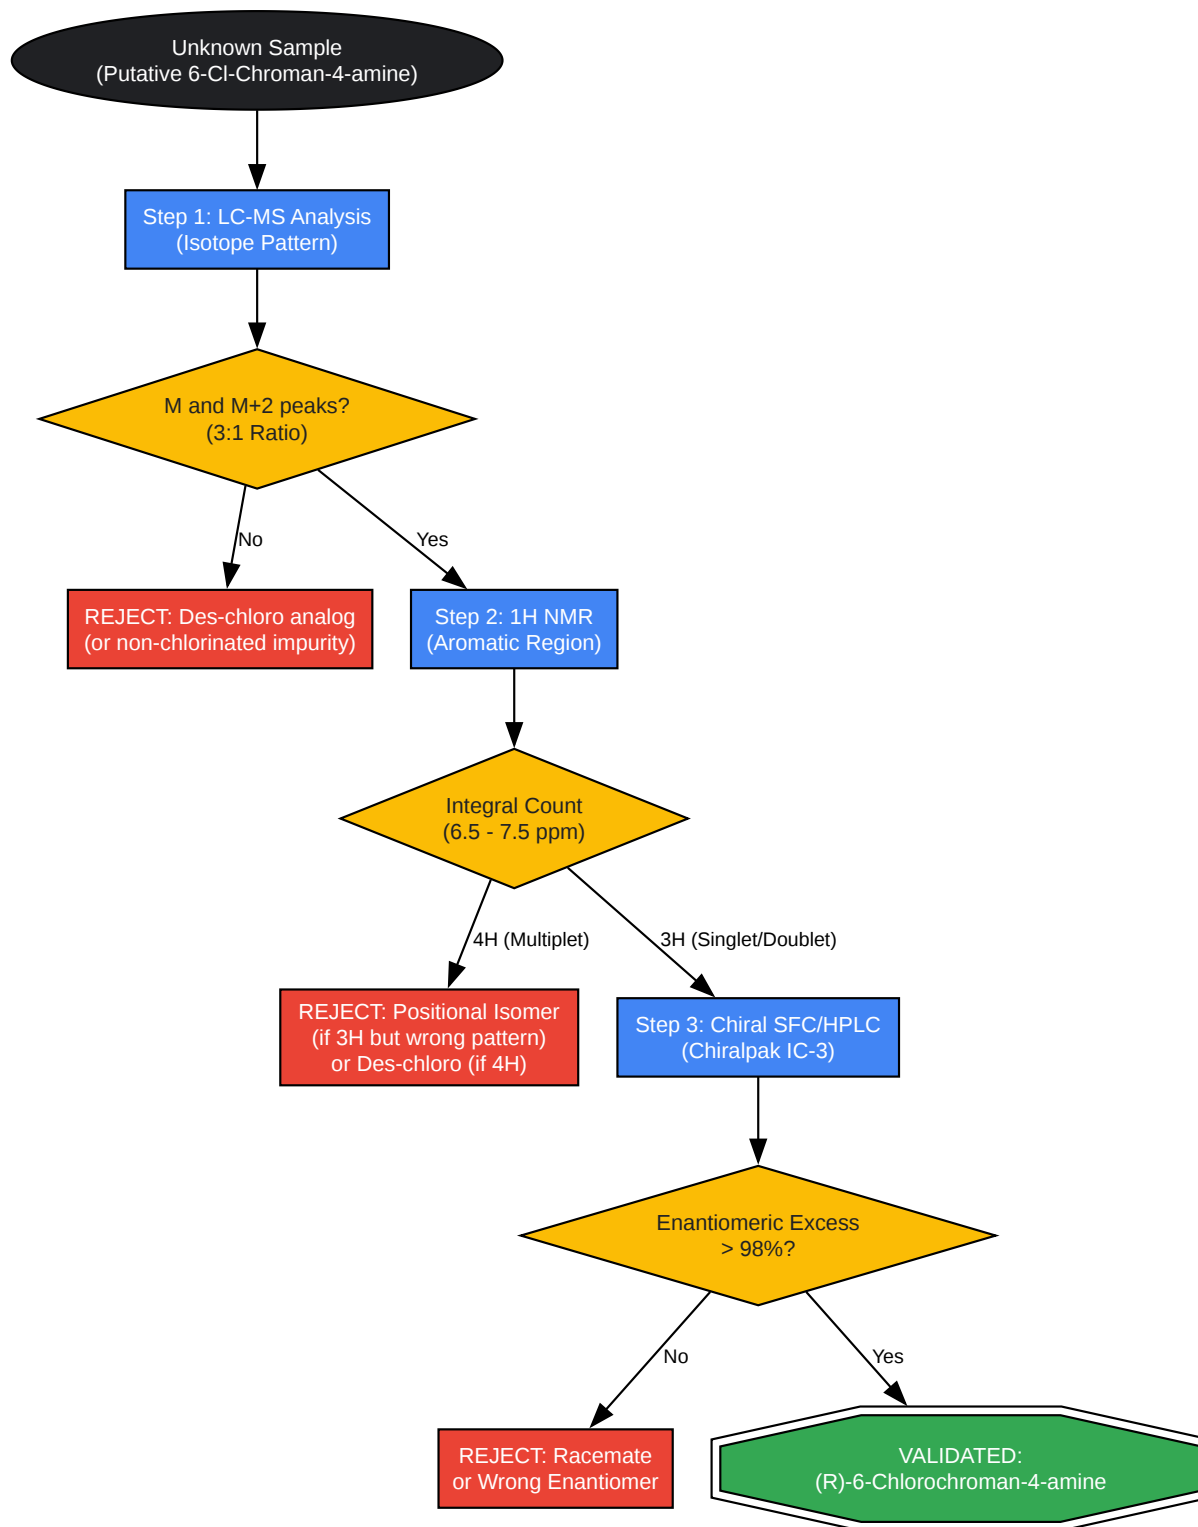 Unknown Sample
(Putative 6-Cl-Chroman-4-amine)
Step 1: LC-MS Analysis
(Isotope Pattern)
M and M+2 peaks?
(3:1 Ratio)
No
Yes
REJECT: Des-chloro analog
(or non-chlorinated impurity)
Step 2: 1H NMR
(Aromatic Region)
Integral Count
(6.5 - 7.5 ppm)
4H (Multiplet)
3H (Singlet/Doublet)
REJECT: Positional Isomer
(if 3H but wrong pattern)
or Des-chloro (if 4H)
Step 3: Chiral SFC/HPLC
(Chiralpak IC-3)
Enantiomeric Excess
> 98%?
No
Yes
REJECT: Racemate
or Wrong Enantiomer
VALIDATED:
(R)-6-Chlorochroman-4-amine